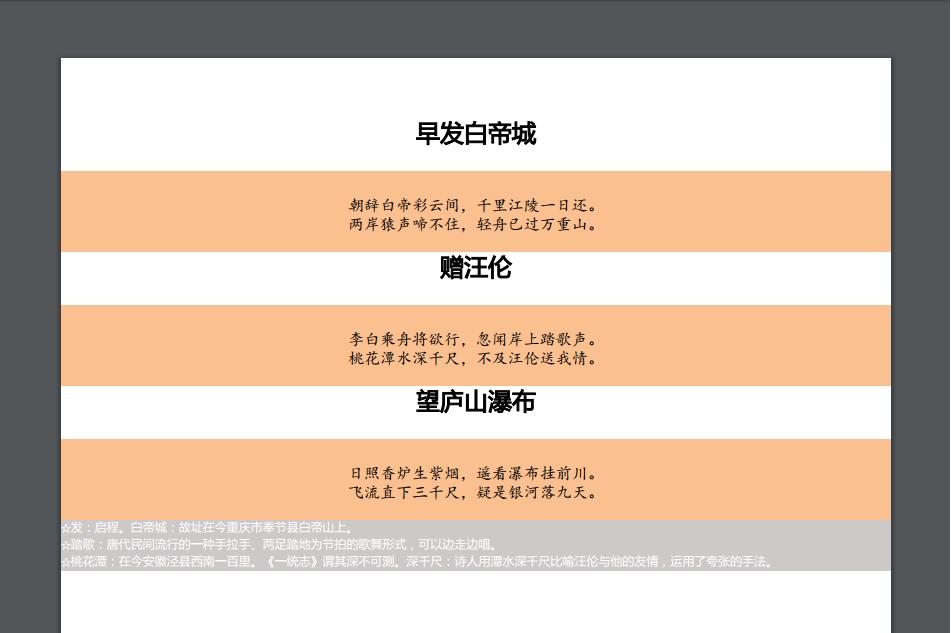 早发白帝城
朝辞白帝彩云间，千里江陵一日还。
两岸猿声啼不住，轻舟已过万重山。
赠汪伦
李白乘舟将欲行，忽闻岸上踏歌声。
桃花潭水深千尺，不及汪伦送我情。
望庐山瀑布
日照香炉生紫烟，遥看瀑布挂前川。
飞流直下三千尺，疑是银河落九天。
☆发：启程。白帝城：故址在今重庆市奉节县白帝山上。
☆踏歌：唐代民间流行的一种手拉手、两足踏地为节拍的歌舞形式，可以边走边唱。
☆桃花潭：在今安徽泾县西南一百里。《一统志》谓其深不可测。深千尺：诗人用潭水深千尺比喻汪伦与他的友情，运用了夸张的手法。